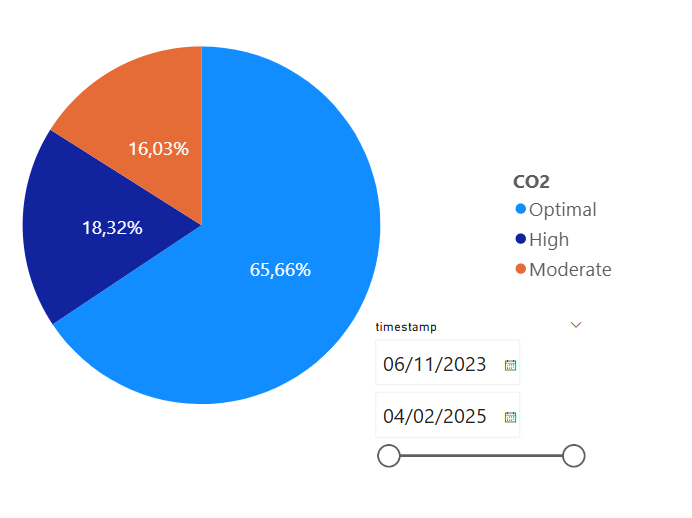 16,03%
18,32%
65,66%
CO2
Optimal
High
Moderate
timestamp
06/11/2023
04/02/2025